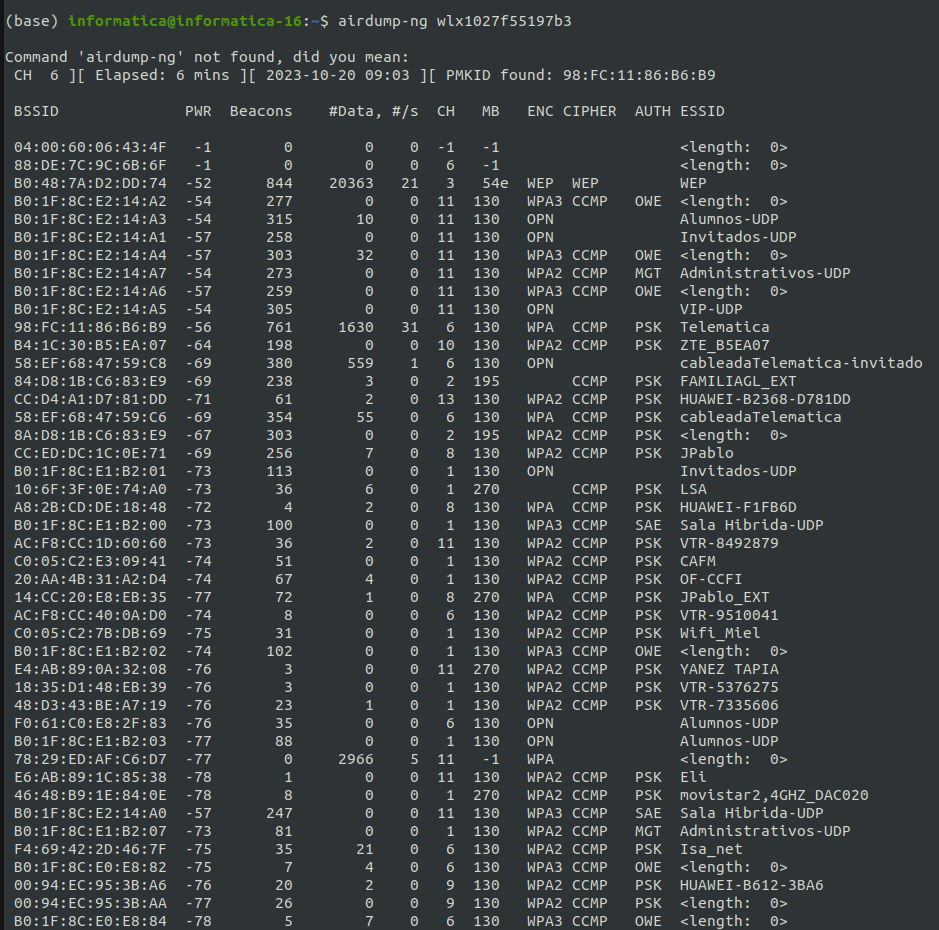 (base) informatica@informatica-16:~$ airdump-ng wlx1027f55197b3
Command 'airdump-ng' not found, did you mean:
CH 6 ][ Elapsed: 6 mins ][ 2023-10-20 09:03 ][ PMKID found: 98:FC:11:86:B6:B9
BSSID PWR Beacons #Data, #/s CH MB ENC CIPHER AUTH ESSID
04:00:60:06:43:4F -1 0 0 0 -1 -1 <length: 0>
88:DE:7C:9C:6B:6F -1 0 0 0 6 -1 <length: 0>
B0:48:7A:D2:DD:74 -52 844 20363 21 3 54e WEP WEP WEP
B0:1F:8C:E2:14:A2 -54 277 0 0 11 130 WPA3 CCMP OWE <length: 0>
B0:1F:8C:E2:14:A3 -54 315 10 0 11 130 OPN Alumnos-UDP
B0:1F:8C:E2:14:A1 -57 258 0 0 11 130 OPN Invitados-UDP
B0:1F:8C:E2:14:A4 -57 303 32 0 11 130 WPA3 CCMP OWE <length: 0>
B0:1F:8C:E2:14:A7 -54 273 0 0 11 130 WPA2 CCMP MGT Administrativos-UDP
B0:1F:8C:E2:14:A6 -57 259 0 0 11 130 WPA3 CCMP OWE <length: 0>
B0:1F:8C:E2:14:A5 -54 305 0 0 11 130 OPN VIP-UDP
98:FC:11:86:B6:B9 -56 761 1630 31 6 130 WPA CCMP PSK Telematica
B4:1C:30:B5:EA:07 -64 198 0 0 10 130 WPA2 CCMP PSK ZTE_B5EA07
58:EF:68:47:59:C8 -69 380 559 1 6 130 OPN cableadaTelematica-invitado
84:D8:1B:C6:83:E9 -69 238 3 0 2 195 CCMP PSK FAMILIAGL_EXT
CC:D4:A1:D7:81:DD -71 61 2 0 13 130 WPA2 CCMP PSK HUAWEI-B2368-D781DD
58:EF:68:47:59:C6 -69 354 55 0 6 130 WPA CCMP PSK cableadaTelematica
8A:D8:1B:C6:83:E9 -67 303 0 0 2 195 WPA2 CCMP PSK <length: 0>
CC:ED:DC:1C:0E:71 -69 256 7 0 8 130 WPA2 CCMP PSK JPablo
B0:1F:8C:E1:B2:01 -73 113 0 0 1 130 OPN Invitados-UDP
10:6F:3F:0E:74:A0 -73 36 6 0 1 270 CCMP PSK LSA
A8:2B:CD:DE:18:48 -72 4 2 0 8 130 WPA CCMP PSK HUAWEI-F1FB6D
B0:1F:8C:E1:B2:00 -73 100 0 0 1 130 WPA3 CCMP SAE Sala Hibrida-UDP
AC:F8:CC:1D:60:60 -73 36 2 0 11 130 WPA2 CCMP PSK VTR-8492879
C0:05:C2:E3:09:41 -74 51 0 0 1 130 WPA2 CCMP PSK CAFM
20:AA:4B:31:A2:D4 -74 67 4 0 1 130 WPA2 CCMP PSK OF-CCFI
14:CC:20:E8:EB:35 -77 72 1 0 8 270 WPA CCMP PSK JPablo_EXT
AC:F8:CC:40:0A:D0 -74 8 0 0 6 130 WPA2 CCMP PSK VTR-9510041
C0:05:C2:7B:DB:69 -75 31 0 0 1 130 WPA2 CCMP PSK Wifi_Miel
B0:1F:8C:E1:B2:02 -74 102 0 0 1 130 WPA3 CCMP OWE <length: 0>
E4:AB:89:0A:32:08 -76 3 0 0 11 270 WPA2 CCMP PSK YANEZ TAPIA
18:35:D1:48:EB:39 -76 3 0 0 1 130 WPA2 CCMP PSK VTR-5376275
48:D3:43:BE:A7:19 -76 23 1 0 1 130 WPA2 CCMP PSK VTR-7335606
F0:61:C0:E8:2F:83 -76 35 0 0 6 130 OPN Alumnos-UDP
B0:1F:8C:E1:B2:03 -77 88 0 0 1 130 OPN Alumnos-UDP
78:29:ED:AF:C6:D7 -77 0 2966 5 11 -1 WPA <length: 0>
E6:AB:89:1C:85:38 -78 1 0 0 11 130 WPA2 CCMP PSK Eli
46:48:B9:1E:84:0E -78 8 0 0 1 270 WPA2 CCMP PSK movistar2,4GHZ_DAC020
B0:1F:8C:E2:14:A0 -57 247 0 0 11 130 WPA3 CCMP SAE Sala Hibrida-UDP
B0:1F:8C:E1:B2:07 -73 81 0 0 1 130 WPA2 CCMP MGT Administrativos-UDP
F4:69:42:2D:46:7F -75 35 21 0 6 130 WPA2 CCMP PSK Isa_net
B0:1F:8C:E0:E8:82 -75 7 4 0 6 130 WPA3 CCMP OWE <length: 0>
00:94:EC:95:3B:A6 -76 20 2 0 9 130 WPA2 CCMP PSK HUAWEI-B612-3BA6
00:94:EC:95:3B:AA -77 26 0 0 9 130 WPA2 CCMP PSK <length: 0>
B0:1F:8C:E0:E8:84 -78 5 7 0 6 130 WPA3 CCMP OWE <length: 0>